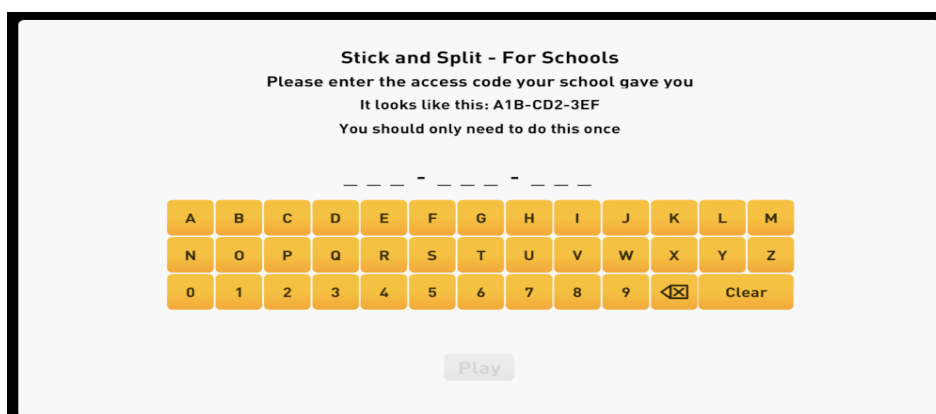 Stick and Split - For Schools
Please enter the access code your school gave you
It looks like this: A1B-CD2-3EF
You should only need to do this once
_ _ _ - _ _ _ - _ _ _
A B C D E F G H I J K L M
N O P Q R S T U V W X Y Z
0 1 2 3 4 5 6 7 8 9 Clear
Play